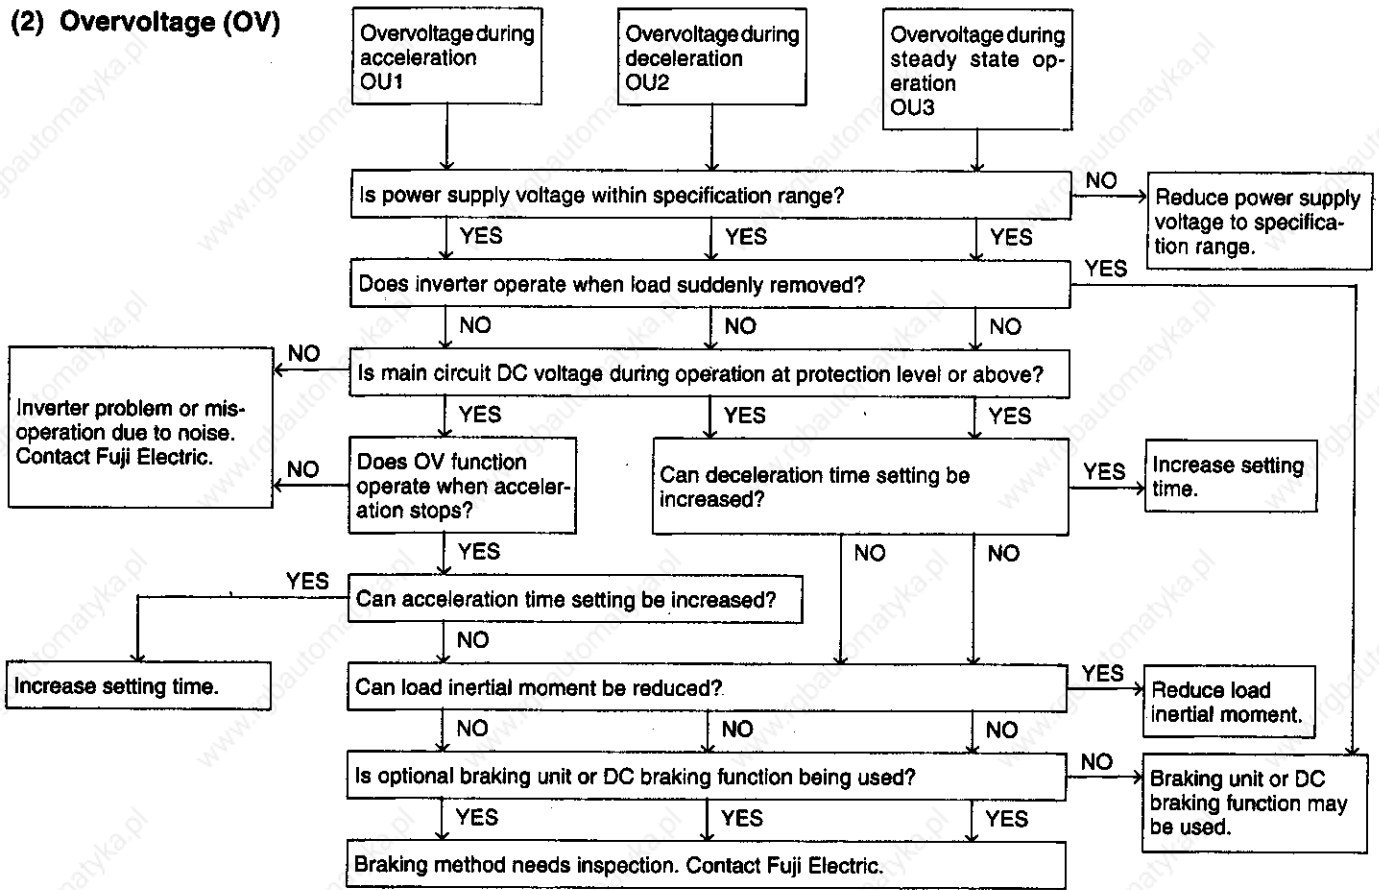 (2) Overvoltage (OV)
Overvoltage during
acceleration
OU1
Overvoltage during
deceleration
OU2
Overvoltage during
steady state op-
eration
OU3
Is power supply voltage within specification range?
NO
Reduce power supply
voltage to specifica-
tion range.
YES
YES
YES
Does inverter operate when load suddenly removed?
YES
NO
NO
NO
NO
Is main circuit DC voltage during operation at protection level or above?
Inverter problem or mis-
operation due to noise.
Contact Fuji Electric.
YES
YES
YES
NO
Does OV function
operate when acceler-
ation stops?
Can deceleration time setting be
increased?
YES
Increase setting
time.
YES
NO
NO
YES
Can acceleration time setting be increased?
NO
Increase setting time.
Can load inertial moment be reduced?
YES
Reduce load
inertial moment.
NO
NO
NO
Is optional braking unit or DC braking function being used?
NO
Braking unit or DC
braking function may
be used.
YES
YES
YES
Braking method needs inspection. Contact Fuji Electric.
www.rgbautomatyka.pl